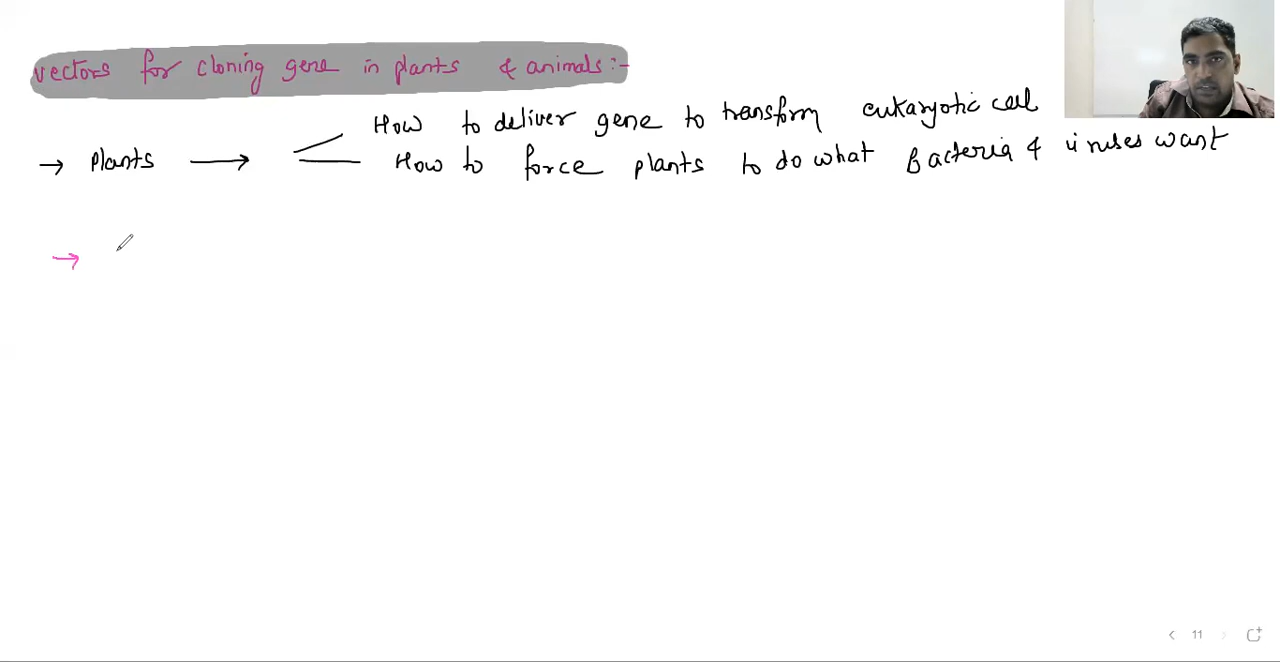 vectors for cloning gene in plants & animals:-
How to deliver gene to transform eukaryotic cell
→ Plants → How to force plants to do what Bacteria & viruses want
→
< 11 >